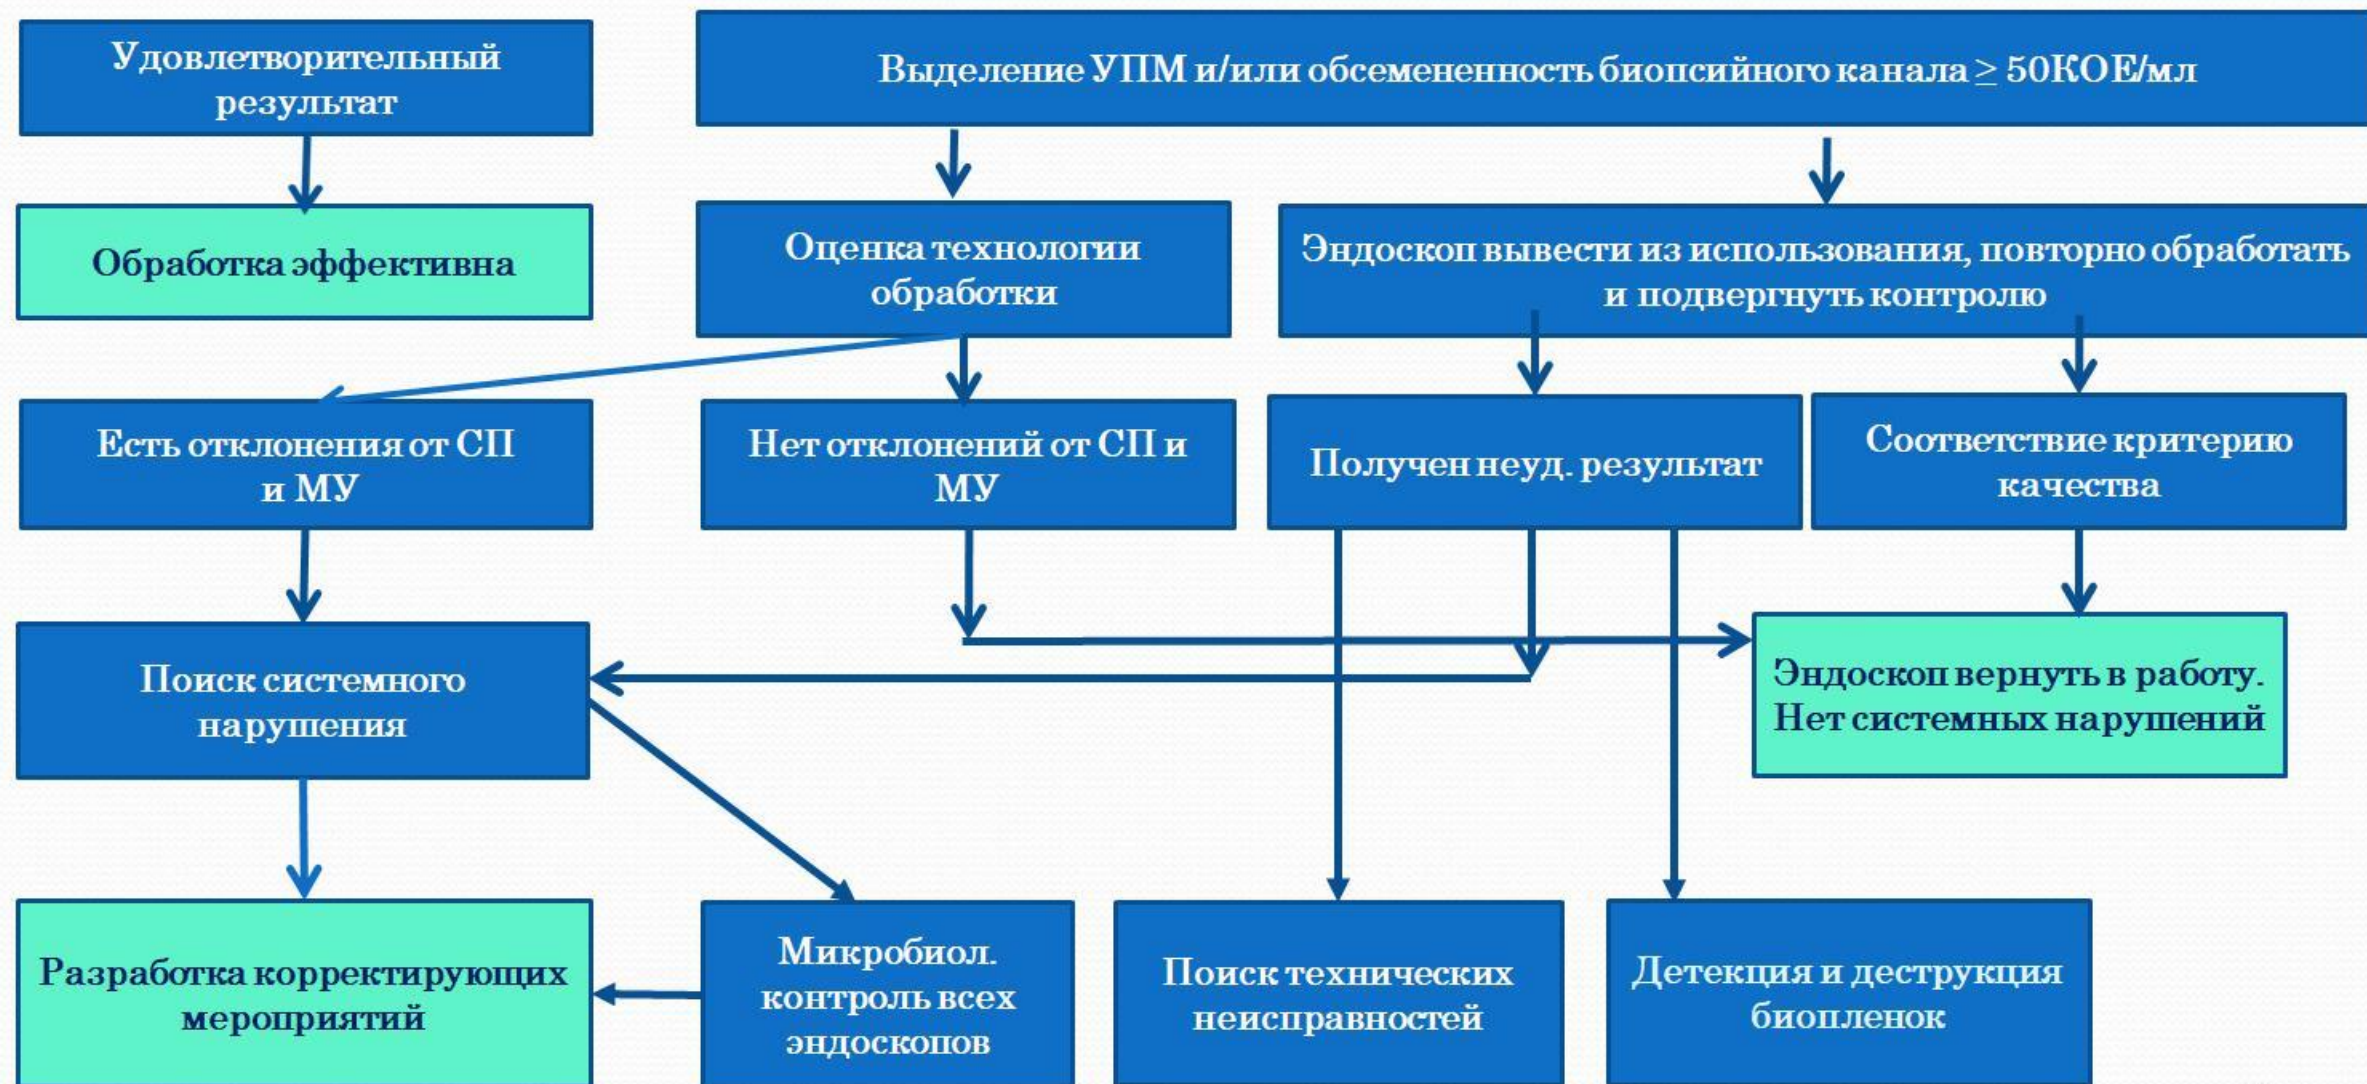 Удовлетворительный
результат
Выделение УПМ и/или обсемененность биопсийного канала ≥ 50КОЕ/мл
Обработка эффективна
Оценка технологии
обработки
Эндоскоп вывести из использования, повторно обработать
и подвергнуть контролю
Есть отклонения от СП
и МУ
Нет отклонений от СП и
МУ
Получен неуд. результат
Соответствие критерию
качества
Поиск системного
нарушения
Эндоскоп вернуть в работу.
Нет системных нарушений
Разработка корректирующих
мероприятий
Микробиол.
контроль всех
эндоскопов
Поиск технических
неисправностей
Детекция и деструкция
биопленок